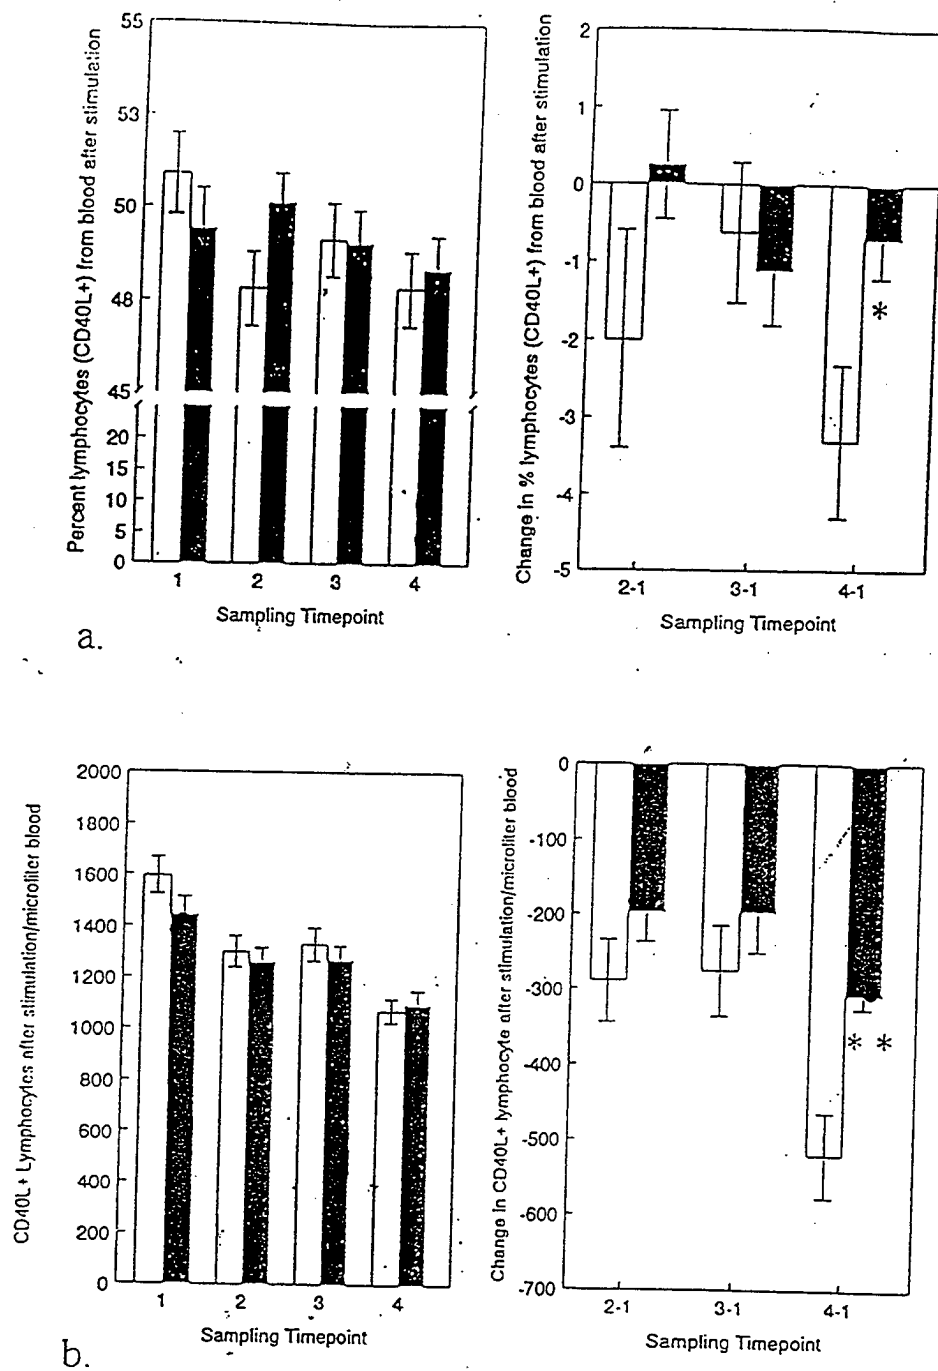 Percent lymphocytes (CD40L+) from blood after stimulation
55
53
50
48
45
20
15
10
5
0
1 2 3 4
Sampling Timepoint
Change in % lymphocytes (CD40L+) from blood after stimulation
2
1
0
-1
-2
-3
-4
-5
*
2-1 3-1 4-1
Sampling Timepoint
a.
CD40L+ Lymphocytes after stimulation/microliter blood
2000
1800
1600
1400
1200
1000
800
600
400
200
0
1 2 3 4
Sampling Timepoint
Change in CD40L+ lymphocyte after stimulation/microliter blood
0
-100
-200
-300
-400
-500
-600
-700
* *
2-1 3-1 4-1
Sampling Timepoint
b.